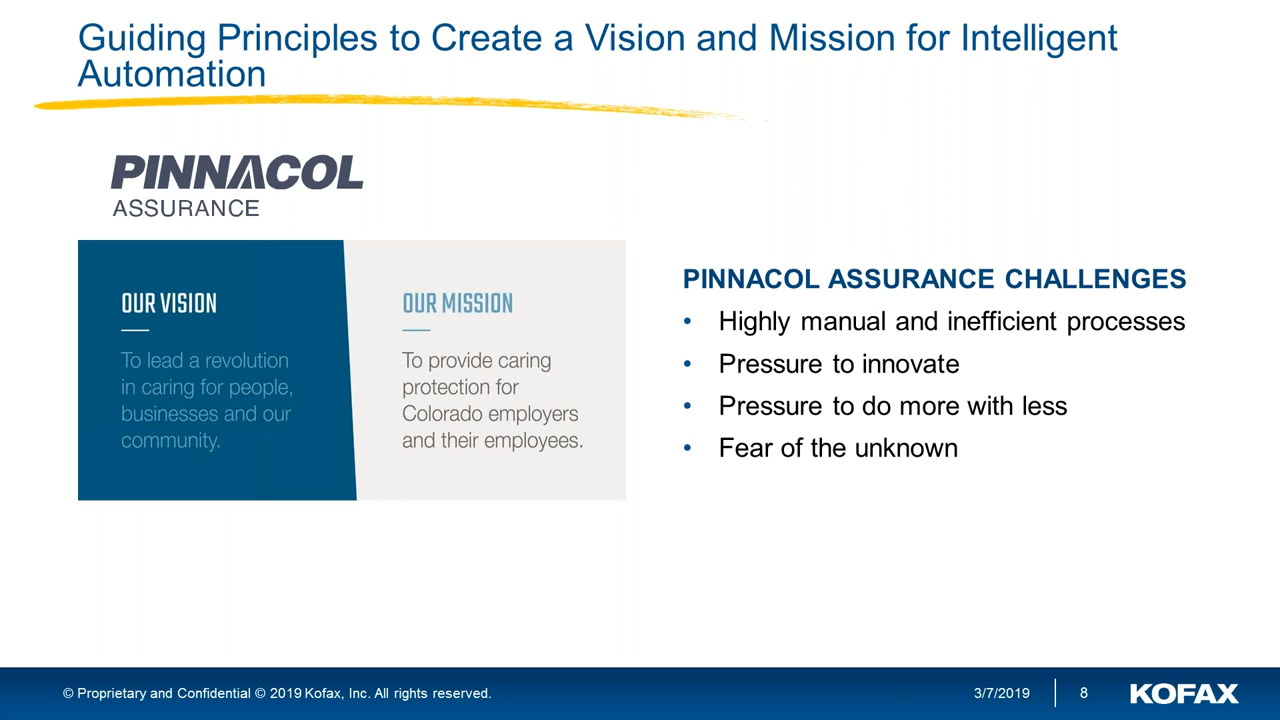 Guiding Principles to Create a Vision and Mission for Intelligent
Automation
PINNACOL
ASSURANCE
OUR VISION
To lead a revolution
in caring for people,
businesses and our
community.
OUR MISSION
To provide caring
protection for
Colorado employers
and their employees.
PINNACOL ASSURANCE CHALLENGES
• Highly manual and inefficient processes
• Pressure to innovate
• Pressure to do more with less
• Fear of the unknown
© Proprietary and Confidential © 2019 Kofax, Inc. All rights reserved.
3/7/2019
8
KOFAX